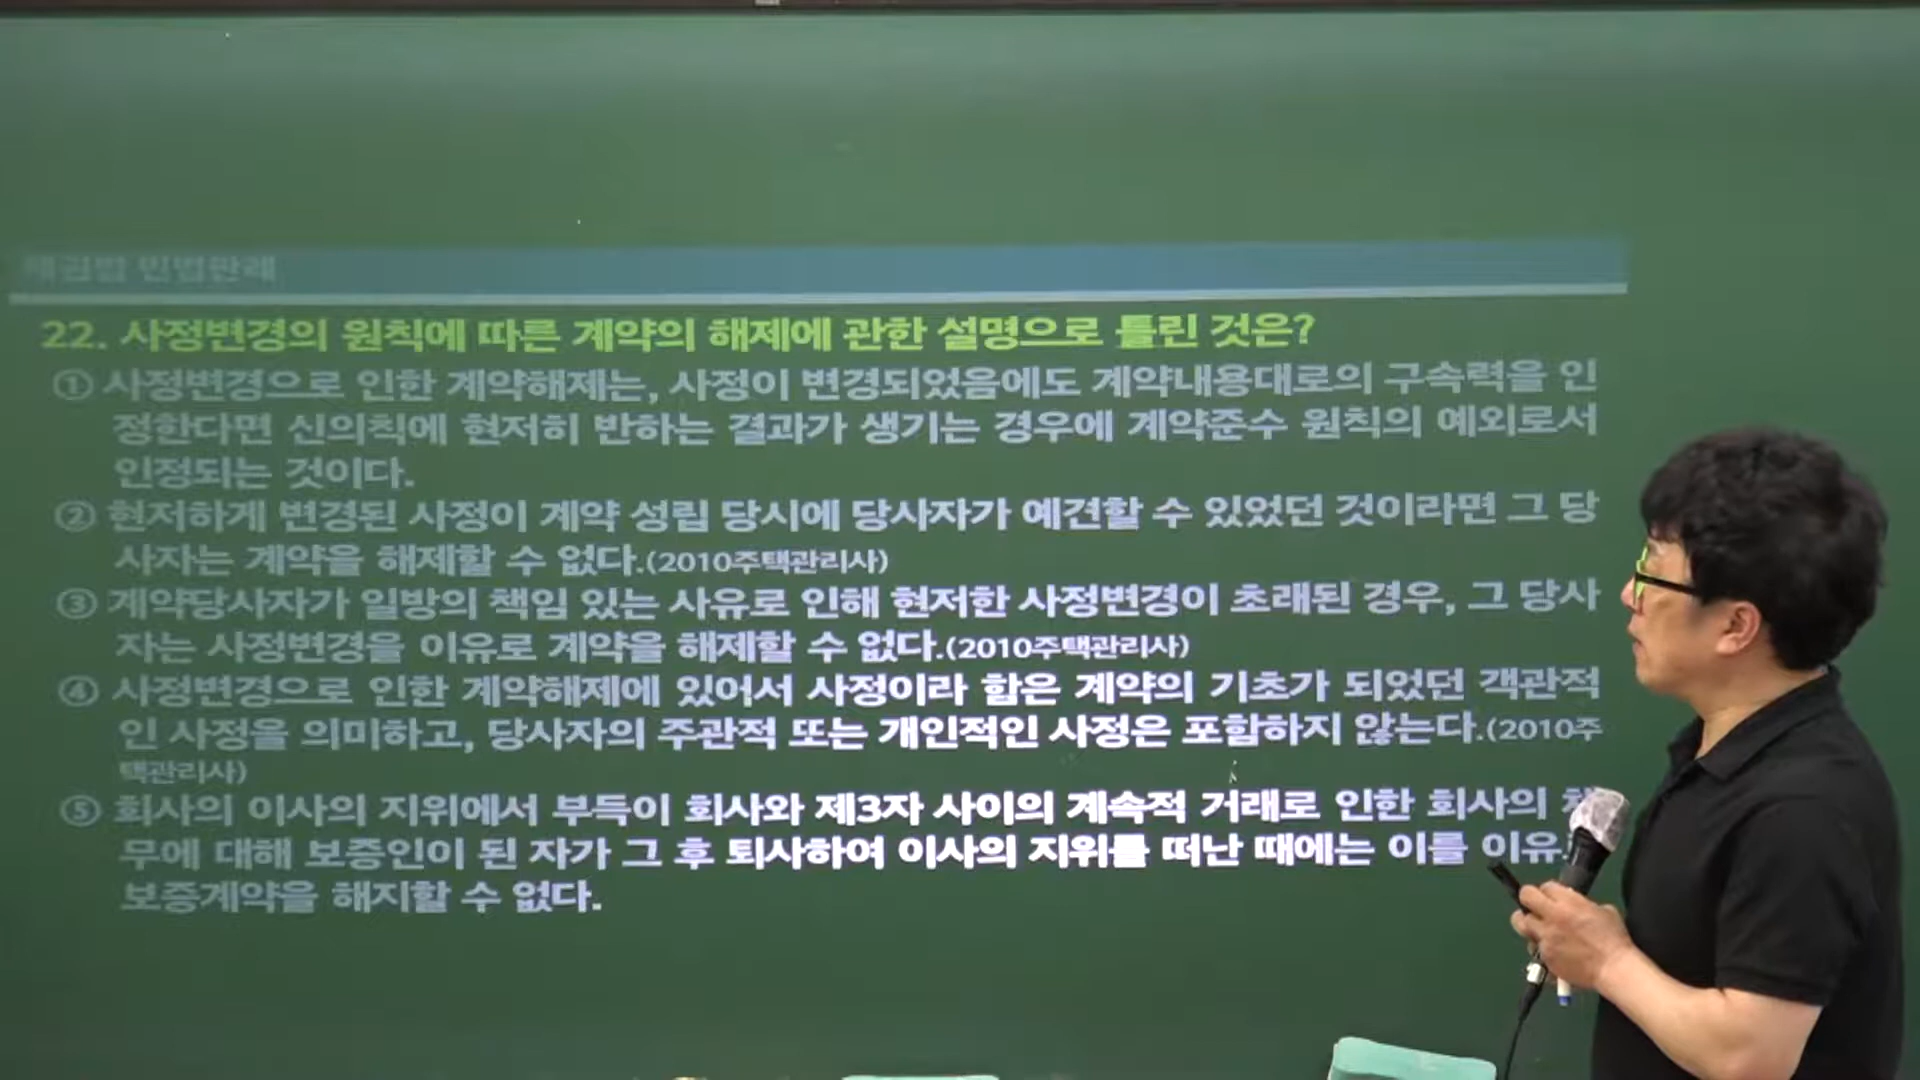 채권법 민법판례
22. 사정변경의 원칙에 따른 계약의 해제에 관한 설명으로 틀린 것은?
① 사정변경으로 인한 계약해제는, 사정이 변경되었음에도 계약내용대로의 구속력을 인
정한다면 신의칙에 현저히 반하는 결과가 생기는 경우에 계약준수 원칙의 예외로서
인정되는 것이다.
② 현저하게 변경된 사정이 계약 성립 당시에 당사자가 예견할 수 있었던 것이라면 그 당
사자는 계약을 해제할 수 없다.(2010주택관리사)
③ 계약당사자가 일방의 책임 있는 사유로 인해 현저한 사정변경이 초래된 경우, 그 당사
자는 사정변경을 이유로 계약을 해제할 수 없다.(2010주택관리사)
④ 사정변경으로 인한 계약해제에 있어서 사정이라 함은 계약의 기초가 되었던 객관적
인 사정을 의미하고, 당사자의 주관적 또는 개인적인 사정은 포함하지 않는다.(2010주
택관리사)
⑤ 회사의 이사의 지위에서 부득이 회사와 제3자 사이의 계속적 거래로 인한 회사의
무에 대해 보증인이 된 자가 그 후 퇴사하여 이사의 지위를 떠난 때에는 이를 이유
보증계약을 해지할 수 없다.